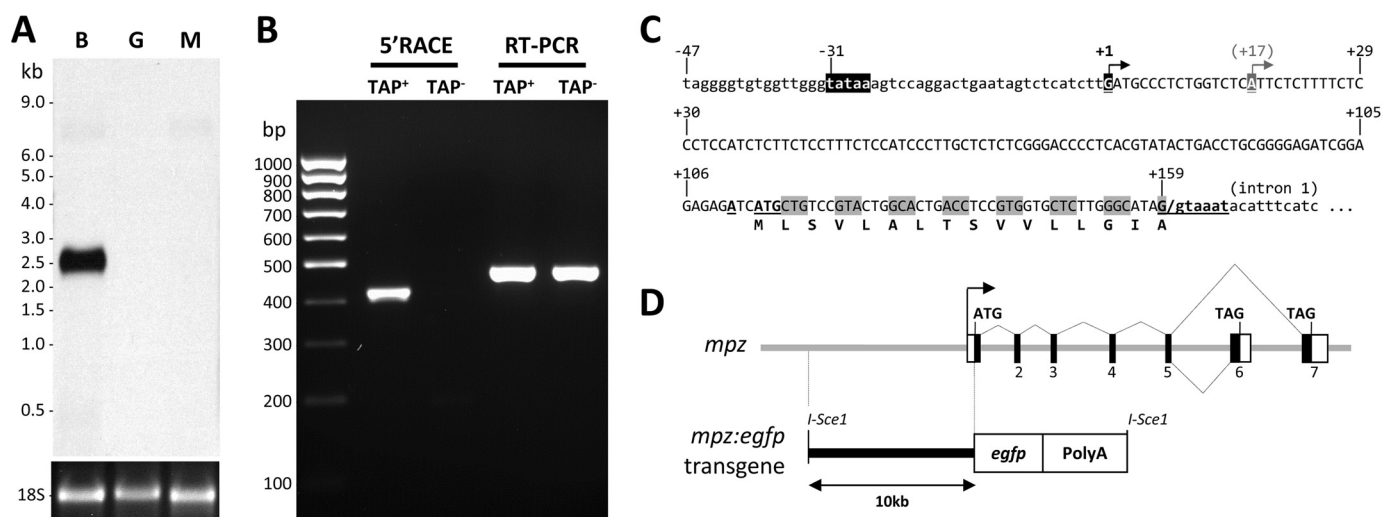 A
B G M
kb
9.0
6.0
5.0
4.0
3.0
2.5
2.0
1.5
1.0
0.5
18S
B
5'RACE RT-PCR
TAP+ TAP- TAP+ TAP-
bp
1000
900
800
700
600
500
400
300
200
100
C
-47 -31 +1 (+17) +29
taggggtgtggttgggtataaagtccaggactgaatagtctcatcttGATGCCCTCTGGTCTCATTCTCTTTTCTC
+30 +105
CCTCCATCTCTTCTCCTTTCTCCATCCCTTGCTCTCTCGGGACCCCTCACGTATACTGACCTGCGGGGAGATCGGA
+106 +159 (intron 1)
GAGAGATCATGCTGTCCGTACTGGCACTGACCTCCGTGGTGCTCTTGGGCATAG/gtaaatacatttcatc ...
M L S V L A L T S V V L L G I A
D
ATG TAG TAG
mpz
2 3 4 5 6 7
I-Sce1 I-Sce1
mpz:egfp
transgene
egfp PolyA
10kb